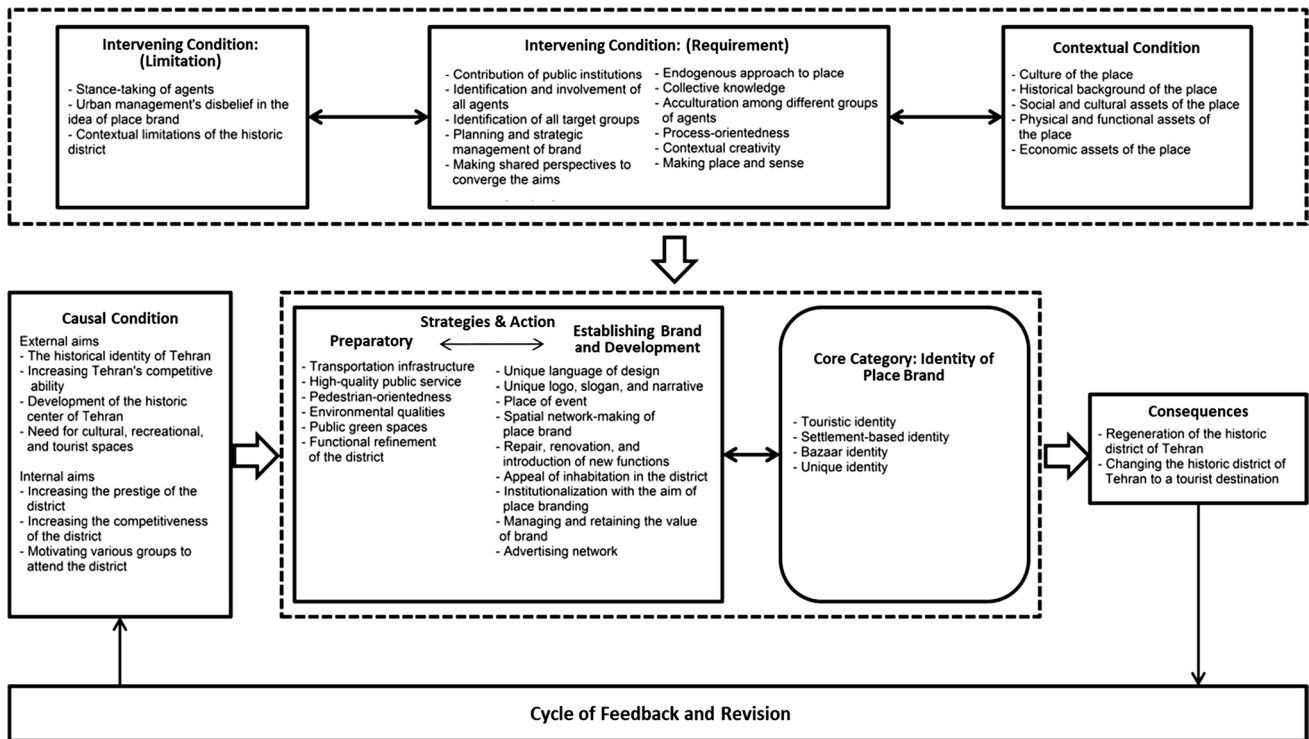 Intervening Condition:
(Limitation)
- Stance-taking of agents
- Urban management's disbelief in the
idea of place brand
- Contextual limitations of the historic
district
Intervening Condition: (Requirement)
- Contribution of public institutions
- Identification and involvement of
all agents
- Identification of all target groups
- Planning and strategic
management of brand
- Making shared perspectives to
converge the aims
- Endogenous approach to place
- Collective knowledge
- Acculturation among different groups
of agents
- Process-orientedness
- Contextual creativity
- Making place and sense
Contextual Condition
- Culture of the place
- Historical background of the place
- Social and cultural assets of the place
- Physical and functional assets of
the place
- Economic assets of the place
Causal Condition
External aims
- The historical identity of Tehran
- Increasing Tehran's competitive
ability
- Development of the historic
center of Tehran
- Need for cultural, recreational,
and tourist spaces
Internal aims
- Increasing the prestige of the
district
- Increasing the competitiveness
of the district
- Motivating various groups to
attend the district
Strategies & Action
Preparatory
- Transportation infrastructure
- High-quality public service
- Pedestrian-orientedness
- Environmental qualities
- Public green spaces
- Functional refinement
of the district
Establishing Brand
and Development
- Unique language of design
- Unique logo, slogan, and narrative
- Place of event
- Spatial network-making of
place brand
- Repair, renovation, and
introduction of new functions
- Appeal of inhabitation in the district
- Institutionalization with the aim of
place branding
- Managing and retaining the value
of brand
- Advertising network
Core Category: Identity of
Place Brand
- Touristic identity
- Settlement-based identity
- Bazaar identity
- Unique identity
Consequences
- Regeneration of the historic
district of Tehran
- Changing the historic district of
Tehran to a tourist destination
Cycle of Feedback and Revision